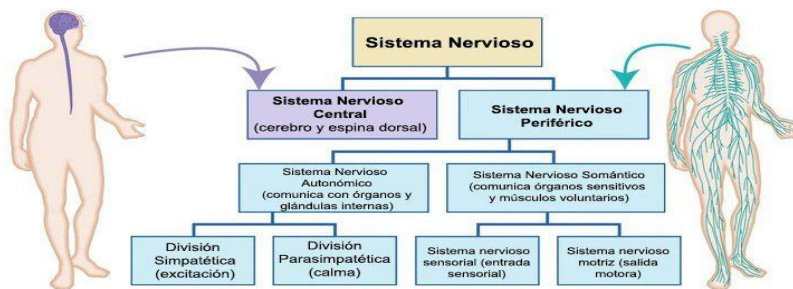 Sistema Nervioso
Sistema Nervioso
Central
(cerebro y espina dorsal)
Sistema Nervioso
Periférico
Sistema Nervioso
Autonómico
(comunica con órganos y
glándulas internas)
Sistema Nervioso Somántico
(comunica órganos sensitivos
y músculos voluntarios)
División
Simpatética
(excitación)
División
Parasimpatética
(calma)
Sistema nervioso
sensorial (entrada
sensorial)
Sistema nervioso
motriz (salida
motora)